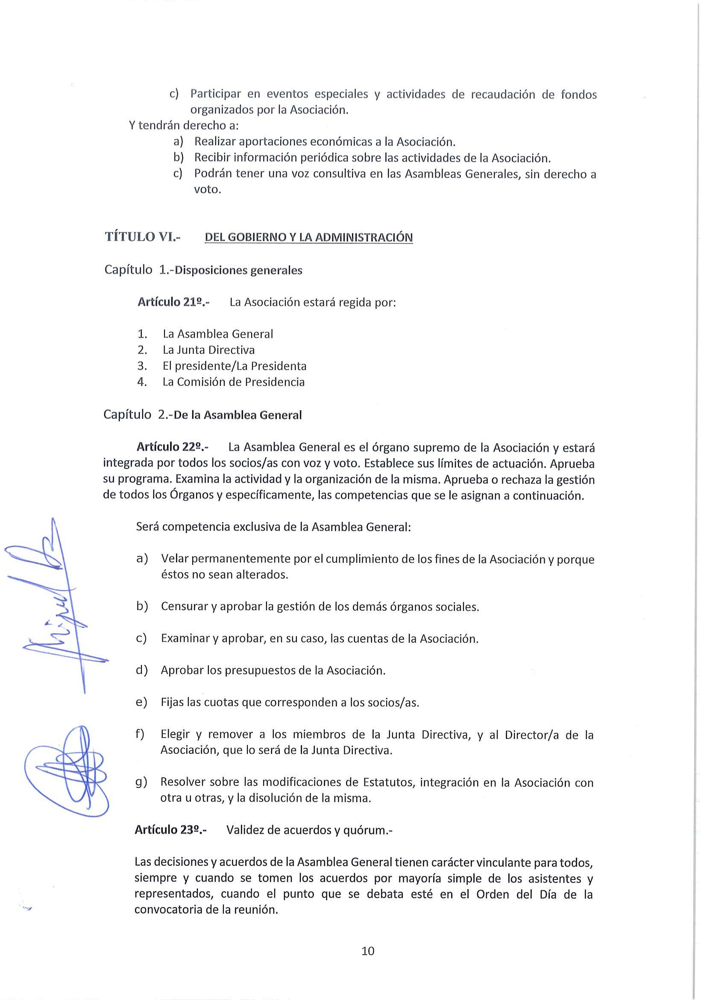 c) Participar en eventos especiales y actividades de recaudación de fondos
organizados por la Asociación.
Y tendrán derecho a:
a) Realizar aportaciones económicas a la Asociación.
b) Recibir información periódica sobre las actividades de la Asociación.
c) Podrán tener una voz consultiva en las Asambleas Generales, sin derecho a
voto.
TÍTULO VI.- DEL GOBIERNO Y LA ADMINISTRACIÓN
Capítulo 1.-Disposiciones generales
Artículo 21º.- La Asociación estará regida por:
1. La Asamblea General
2. La Junta Directiva
3. El presidente/La Presidenta
4. La Comisión de Presidencia
Capítulo 2.-De la Asamblea General
Artículo 22º.- La Asamblea General es el órgano supremo de la Asociación y estará
integrada por todos los socios/as con voz y voto. Establece sus límites de actuación. Aprueba
su programa. Examina la actividad y la organización de la misma. Aprueba o rechaza la gestión
de todos los Órganos y específicamente, las competencias que se le asignan a continuación.
Será competencia exclusiva de la Asamblea General:
a) Velar permanentemente por el cumplimiento de los fines de la Asociación y porque
éstos no sean alterados.
b) Censurar y aprobar la gestión de los demás órganos sociales.
c) Examinar y aprobar, en su caso, las cuentas de la Asociación.
d) Aprobar los presupuestos de la Asociación.
e) Fijas las cuotas que corresponden a los socios/as.
f) Elegir y remover a los miembros de la Junta Directiva, y al Director/a de la
Asociación, que lo será de la Junta Directiva.
g) Resolver sobre las modificaciones de Estatutos, integración en la Asociación con
otra u otras, y la disolución de la misma.
Artículo 23º.- Validez de acuerdos y quórum.-
Las decisiones y acuerdos de la Asamblea General tienen carácter vinculante para todos,
siempre y cuando se tomen los acuerdos por mayoría simple de los asistentes y
representados, cuando el punto que se debata esté en el Orden del Día de la
convocatoria de la reunión.
10